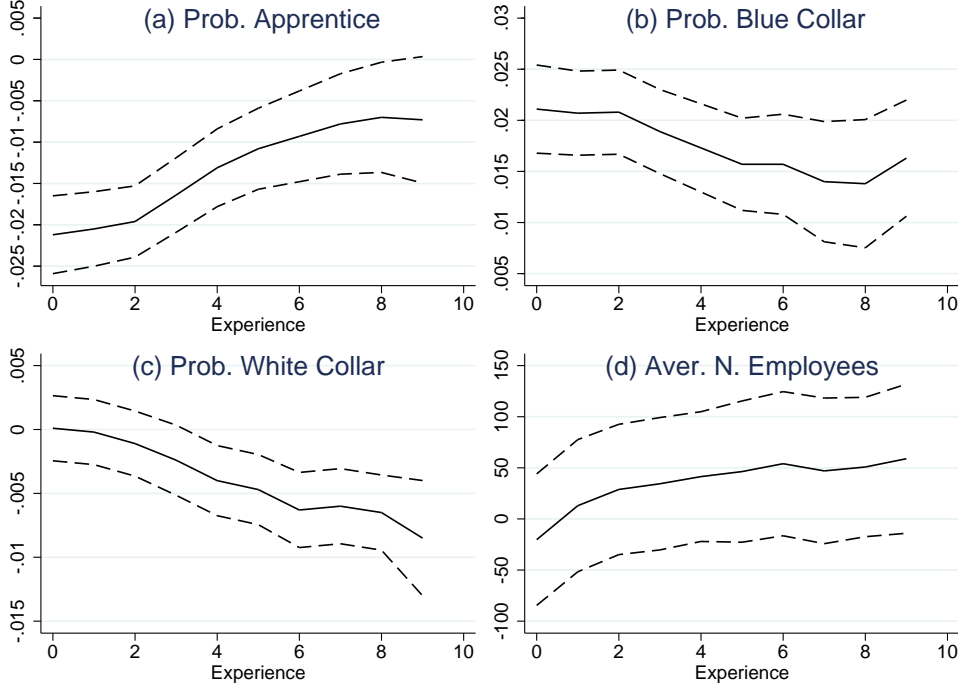 (a) Prob. Apprentice
.005
0
-.005
-.01
-.015
-.02
-.025
0 2 4 6 8 10
Experience
(b) Prob. Blue Collar
.03
.025
.02
.015
.01
.005
0 2 4 6 8 10
Experience
(c) Prob. White Collar
.005
0
-.005
-.01
-.015
0 2 4 6 8 10
Experience
(d) Aver. N. Employees
150
100
50
0
-50
-100
0 2 4 6 8 10
Experience